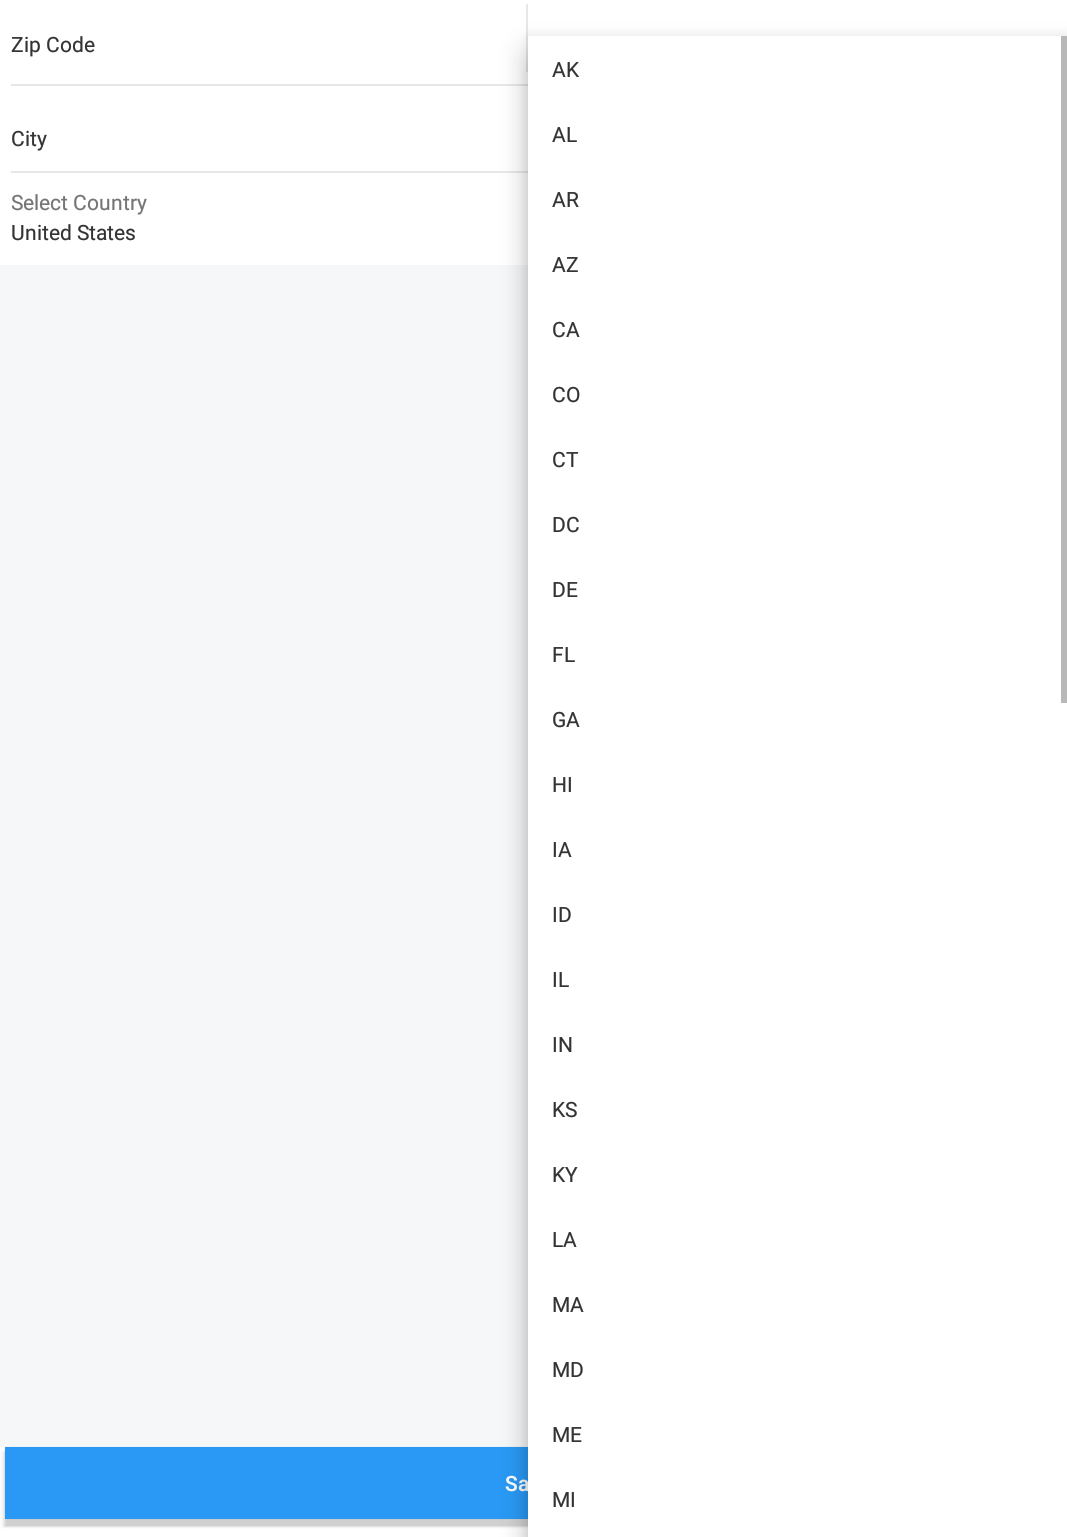 Zip Code
City
Select Country
United States
AK
AL
AR
AZ
CA
CO
CT
DC
DE
FL
GA
HI
IA
ID
IL
IN
KS
KY
LA
MA
MD
ME
MI
Sa